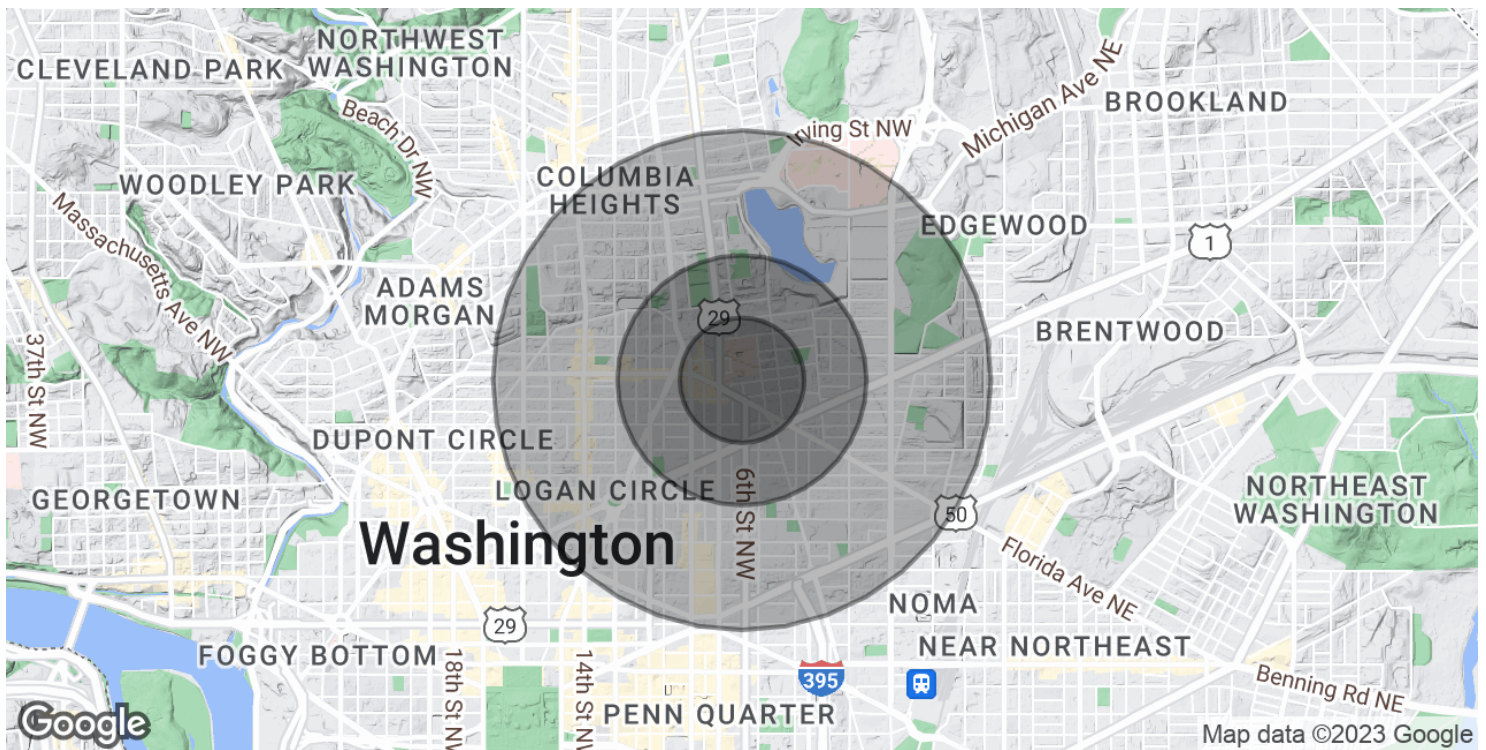 NORTHWEST
WASHINGTON
CLEVELAND PARK
Beach Dr NW
Irving St NW
Michigan Ave NE
BROOKLAND
WOODLEY PARK
COLUMBIA
HEIGHTS
Massachusetts Ave NW
EDGEWOOD
1
ADAMS
MORGAN
29
BRENTWOOD
37th St NW
DUPONT CIRCLE
GEORGETOWN
LOGAN CIRCLE
6th St NW
50
NORTHEAST
WASHINGTON
Washington
Florida Ave NE
NOMA
29
FOGGY BOTTOM
18th St NW
14th St NW
NEAR NORTHEAST
395
Benning Rd NE
PENN QUARTER
Google
Map data ©2023 Google